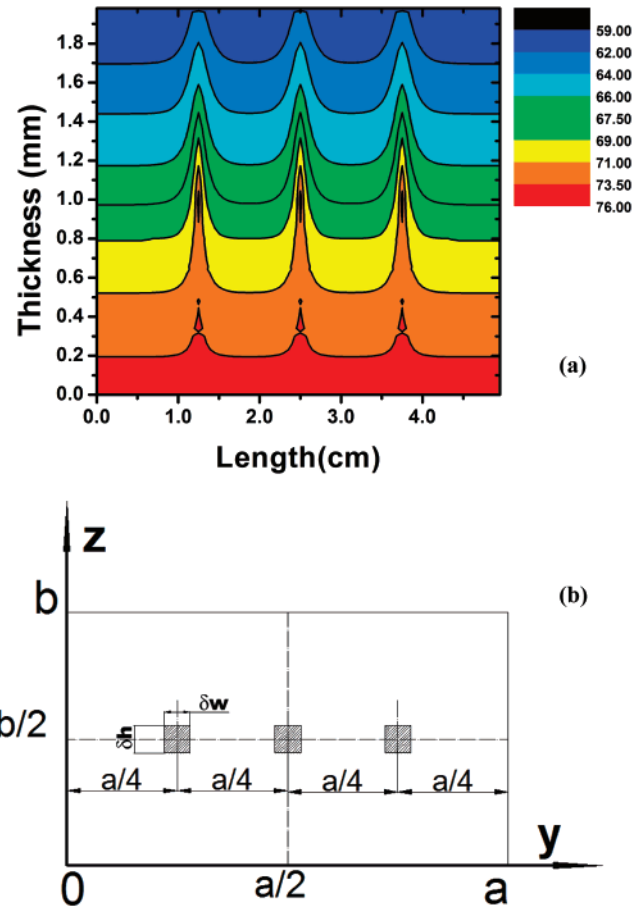 Thickness (mm)
1.8
1.6
1.4
1.2
1.0
0.8
0.6
0.4
0.2
0.0
0.0 1.0 2.0 3.0 4.0
Length(cm)
59.00
62.00
64.00
66.00
67.50
69.00
71.00
73.50
76.00
(a)
z
(b)
b
δw
b/2
δh
a/4 a/4 a/4 a/4
y
0 a/2 a